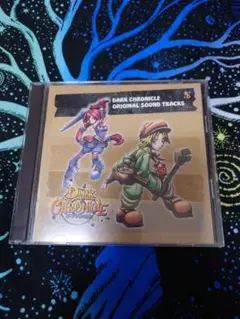 DARK CHRONICLE
ORIGINAL SOUND TRACKS
DARK
CHRONICLE